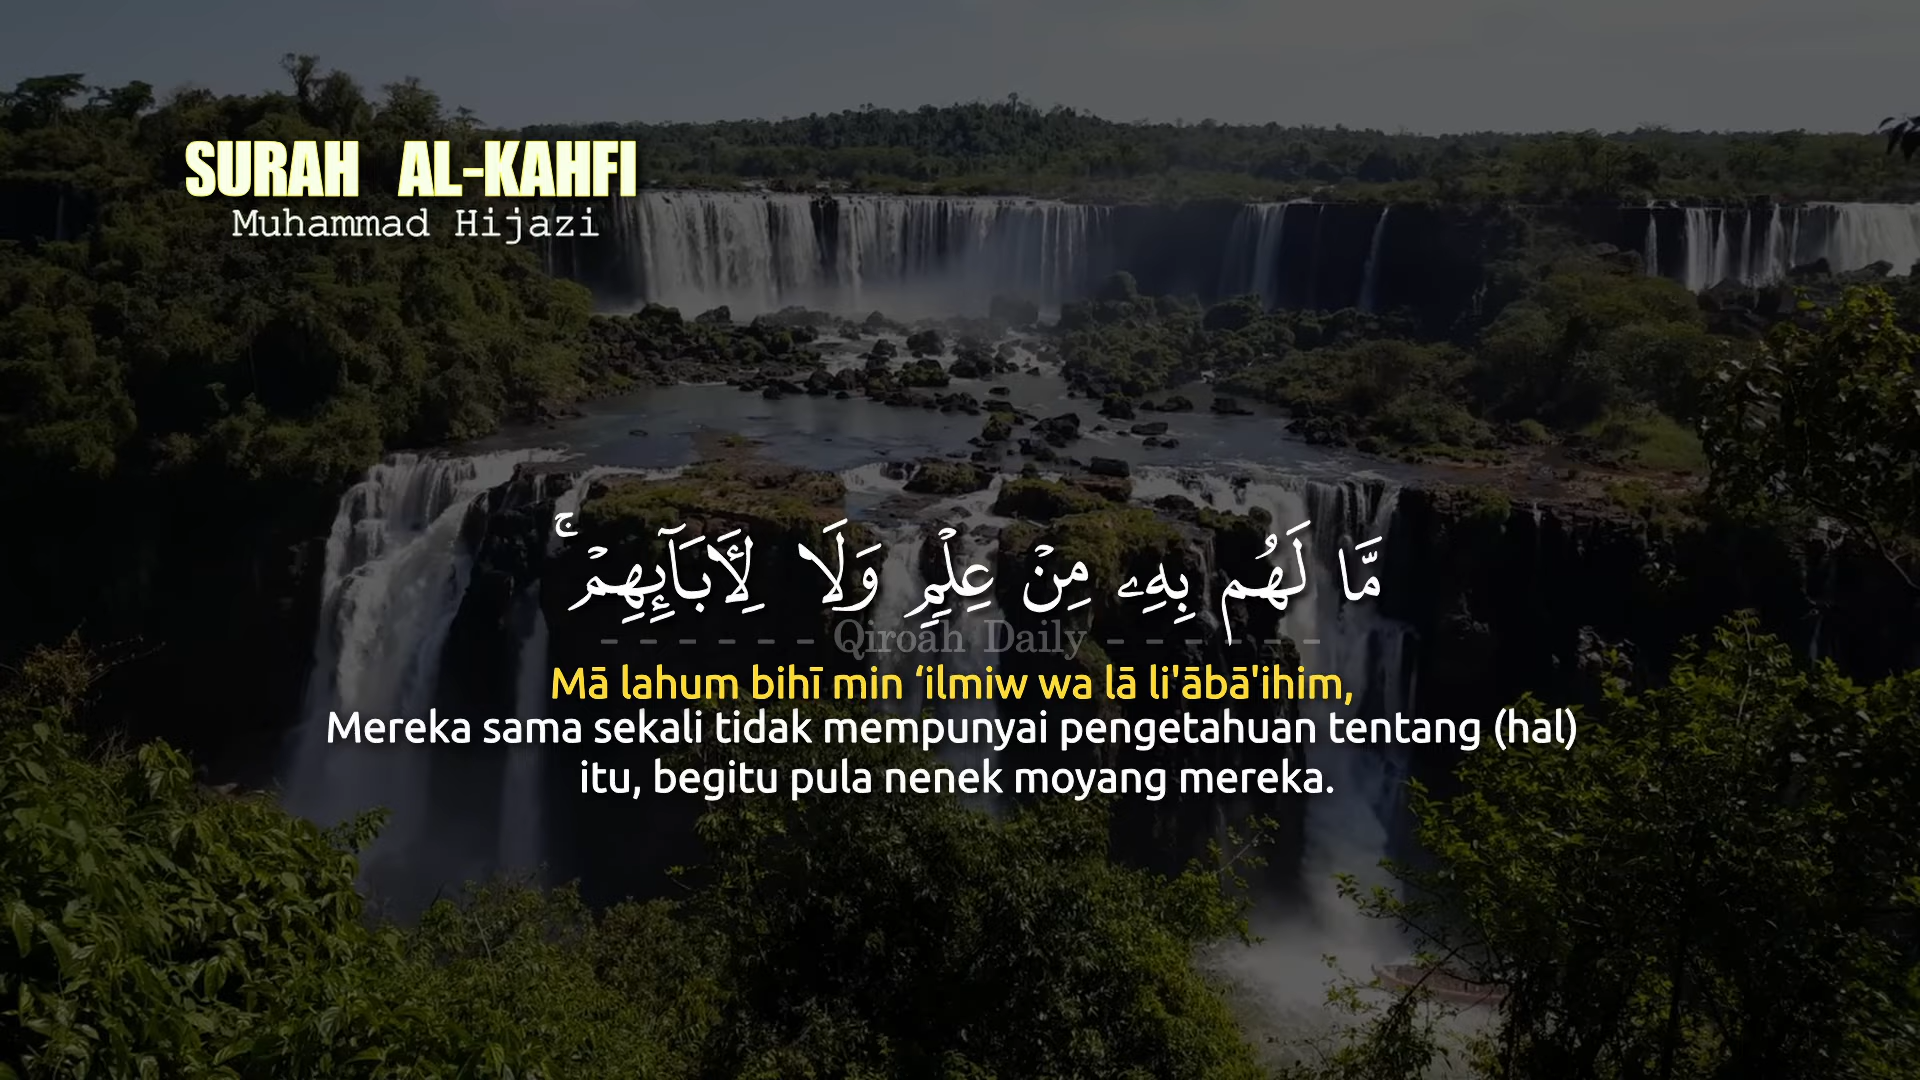 SURAH AL-KAHFI
Muhammad Hijazi
مَّا لَهُم بِهِۦ مِنْ عِلْمٍ وَلَا لِأَبَآئِهِمْ ۚ
- - - - - - Qiroah Daily - - - - - -
Mā lahum bihī min ‘ilmiw wa lā li'ābā'ihim,
Mereka sama sekali tidak mempunyai pengetahuan tentang (hal)
itu, begitu pula nenek moyang mereka.